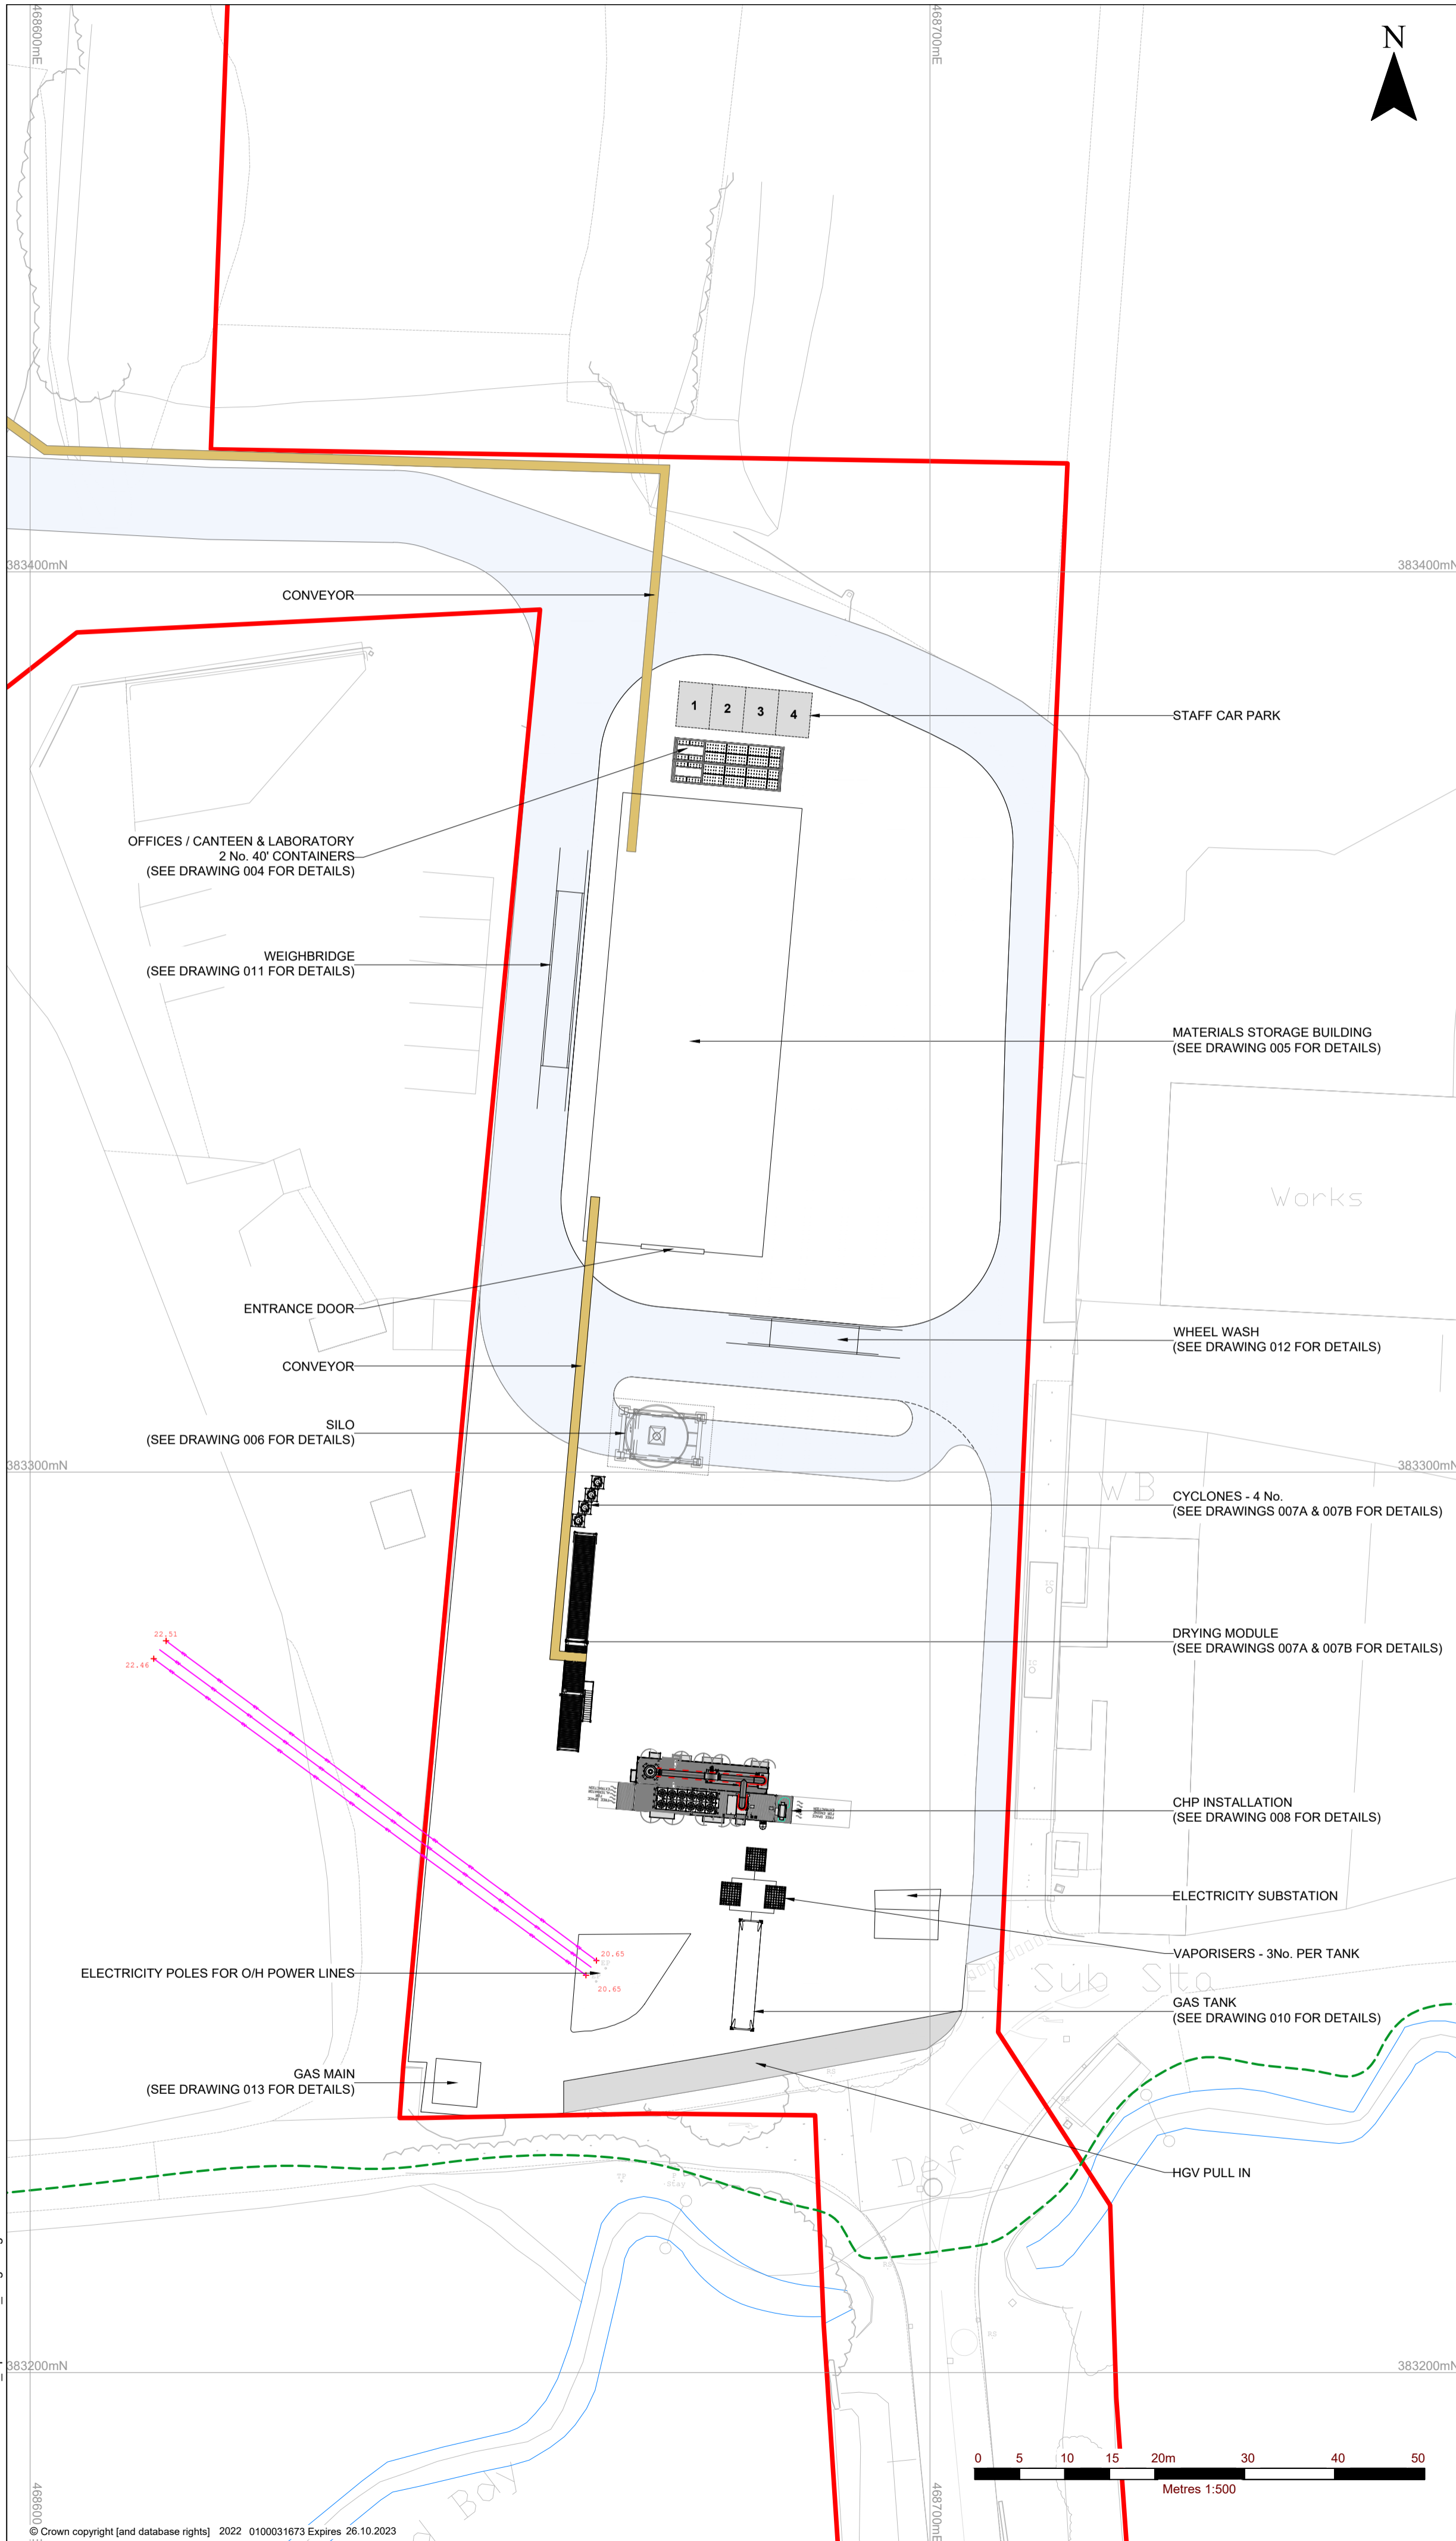 468600mE
468700mE
N
383400mN
383400mN
CONVEYOR
1 2 3 4
STAFF CAR PARK
OFFICES / CANTEEN & LABORATORY
2 No. 40' CONTAINERS
(SEE DRAWING 004 FOR DETAILS)
WEIGHBRIDGE
(SEE DRAWING 011 FOR DETAILS)
MATERIALS STORAGE BUILDING
(SEE DRAWING 005 FOR DETAILS)
Works
ENTRANCE DOOR
WHEEL WASH
(SEE DRAWING 012 FOR DETAILS)
CONVEYOR
SILO
(SEE DRAWING 006 FOR DETAILS)
383300mN
383300mN
WB
CYCLONES - 4 No.
(SEE DRAWINGS 007A & 007B FOR DETAILS)
DRYING MODULE
(SEE DRAWINGS 007A & 007B FOR DETAILS)
22.51
22.46
CHP INSTALLATION
(SEE DRAWING 008 FOR DETAILS)
ELECTRICITY SUBSTATION
VAPORISERS - 3No. PER TANK
20.65
ELECTRICITY POLES FOR O/H POWER LINES
20.65
Sub Sta
GAS TANK
(SEE DRAWING 010 FOR DETAILS)
GAS MAIN
(SEE DRAWING 013 FOR DETAILS)
Def
HGV PULL IN
Stay
383200mN
383200mN
0 5 10 15 20m 30 40 50
Metres 1:500
468600
468700mE
Bdy
© Crown copyright [and database rights] 2022 0100031673 Expires 26.10.2023